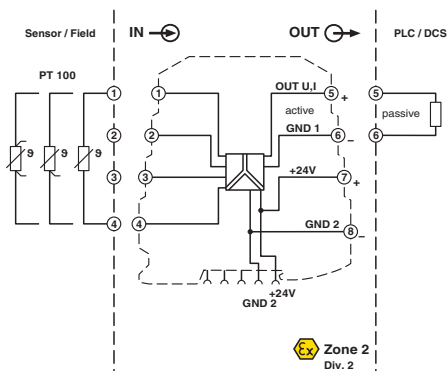 Sensor / Field
IN
OUT
PLC / DCS
PT 100
OUT U,I
1
1
5
+
5
active
passive
2
2
GND 1
6
–
6
ϑ
ϑ
ϑ
3
3
+24V
7
+
4
4
GND 2
8
–
+24V
GND 2
Ex
Zone 2
Div. 2